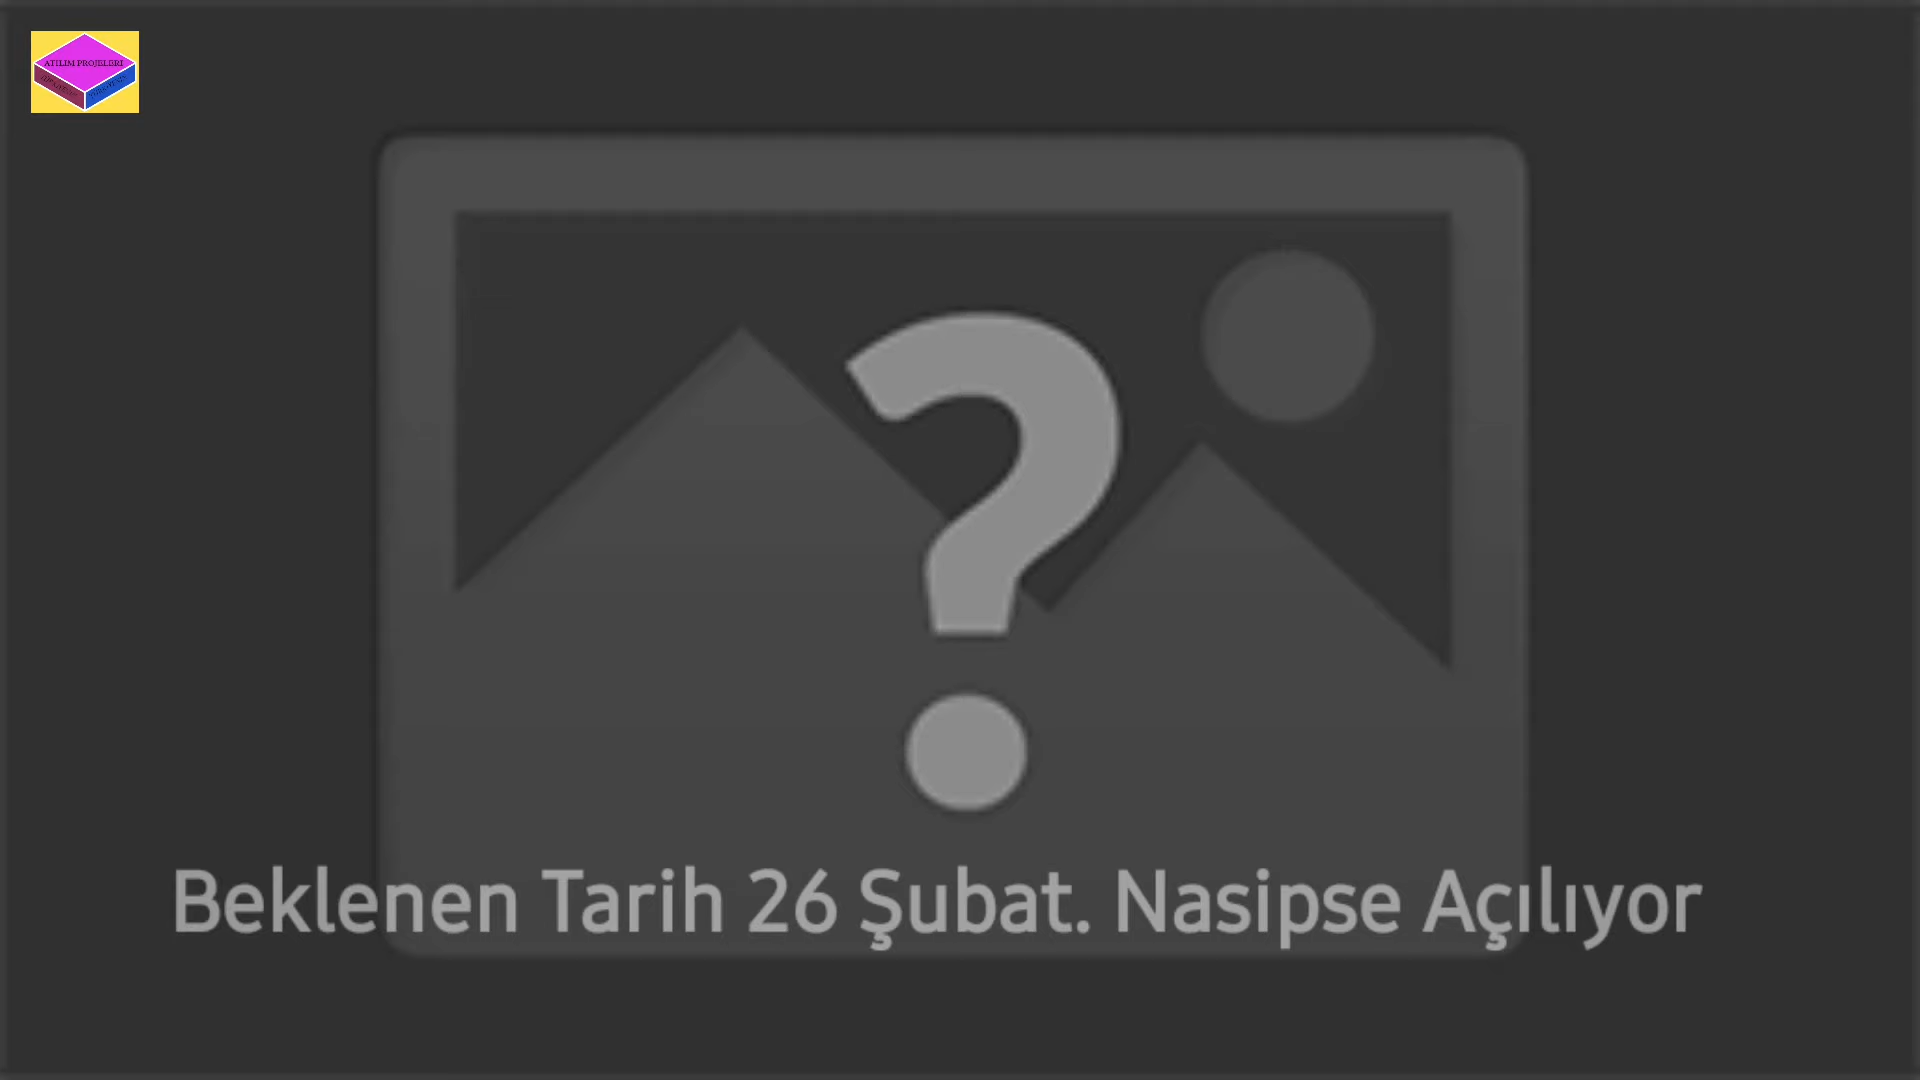 ATILIM PROJELERI
Beklenen Tarih 26 Şubat. Nasipse Açılıyor